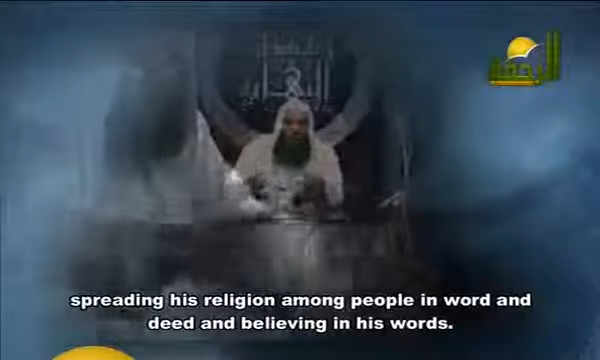 الرحمة
spreading his religion among people in word and
deed and believing in his words.